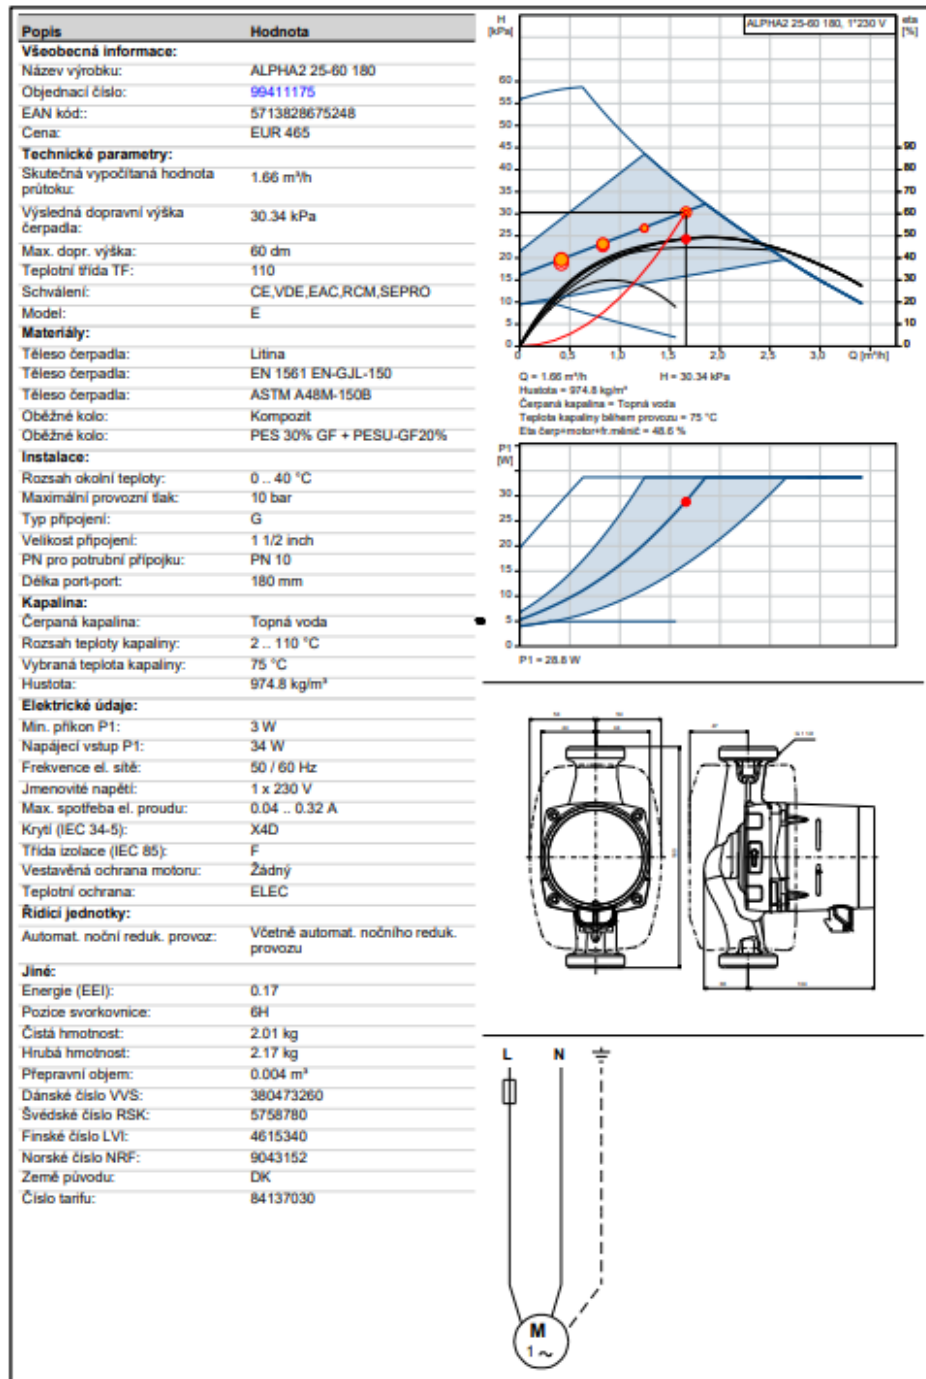 Popis Hodnota
Všeobecná informace:
Název výrobku: ALPHA2 25-60 180
Objednací číslo: 99411175
EAN kód:: 5713828675248
Cena: EUR 465
Technické parametry:
Skutečná vypočítaná hodnota průtoku: 1.66 m³/h
Výsledná dopravní výška čerpadla: 30.34 kPa
Max. dopr. výška: 60 dm
Teplotní třída TF: 110
Schválení: CE,VDE,EAC,RCM,SEPRO
Model: E
Materiály:
Těleso čerpadla: Litina
Těleso čerpadla: EN 1561 EN-GJL-150
Těleso čerpadla: ASTM A48M-150B
Oběžné kolo: Kompozit
Oběžné kolo: PES 30% GF + PESU-GF20%
Instalace:
Rozsah okolní teploty: 0 .. 40 °C
Maximální provozní tlak: 10 bar
Typ připojení: G
Velikost připojení: 1 1/2 inch
PN pro potrubní přípojku: PN 10
Délka port-port: 180 mm
Kapalina:
Čerpaná kapalina: Topná voda
Rozsah teploty kapaliny: 2 .. 110 °C
Vybraná teplota kapaliny: 75 °C
Hustota: 974.8 kg/m³
Elektrické údaje:
Min. příkon P1: 3 W
Napájecí vstup P1: 34 W
Frekvence el. sítě: 50 / 60 Hz
Jmenovité napětí: 1 x 230 V
Max. spotřeba el. proudu: 0.04 .. 0.32 A
Krytí (IEC 34-5): X4D
Třída izolace (IEC 85): F
Vestavěná ochrana motoru: Žádný
Teplotní ochrana: ELEC
Řídicí jednotky:
Automat. noční reduk. provoz: Včetně automat. nočního reduk. provozu
Jiné:
Energie (EEI): 0.17
Pozice svorkovnice: 6H
Čistá hmotnost: 2.01 kg
Hrubá hmotnost: 2.17 kg
Přepravní objem: 0.004 m³
Dánské číslo VVS: 380473260
Švédské číslo RSK: 5758780
Finské číslo LVI: 4615340
Norské číslo NRF: 9043152
Země původu: DK
Číslo tarifu: 84137030
H [kPa]
ALPHA2 25-60 180, 1*230 V
eta [%]
60
55
50
45
40
35
30
25
20
15
10
5
0
90
80
70
60
50
40
30
20
10
0
0 0,5 1,0 1,5 2,0 2,5 3,0 Q [m³/h]
Q = 1.66 m³/h H = 30.34 kPa
Hustota = 974.8 kg/m³
Čerpaná kapalina = Topná voda
Teplota kapaliny během provozu = 75 °C
Eta čerp+motor+fr.měnič = 48.6 %
P1 [W]
30
25
20
15
10
5
0
P1 = 28.8 W
L N
M
1 ~